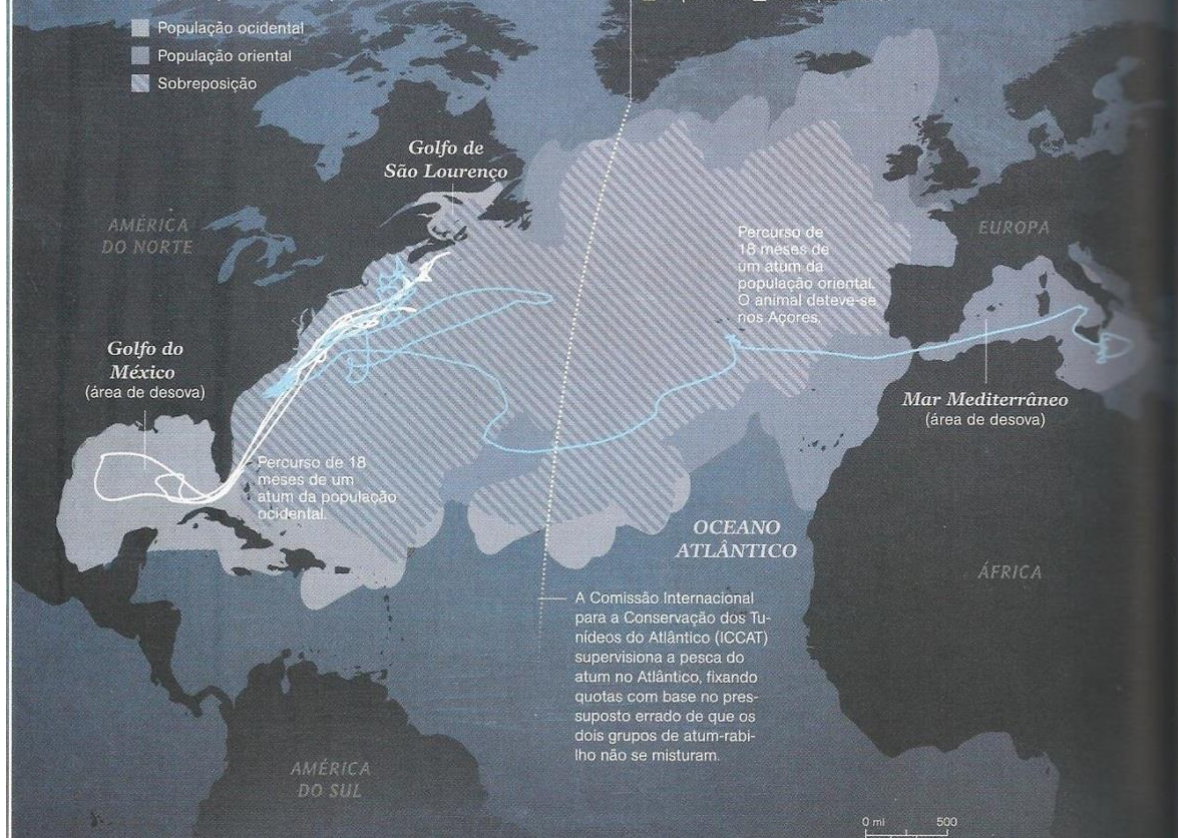 População ocidental
População oriental
Sobreposição
Golfo de
São Lourenço
AMÉRICA
DO NORTE
Percurso de
18 meses de
um atum da
população oriental.
O animal deteve-se
nos Açores.
EUROPA
Golfo do
México
(área de desova)
Mar Mediterrâneo
(área de desova)
Percurso de 18
meses de um
atum da população
ocidental.
OCEANO
ATLÂNTICO
ÁFRICA
A Comissão Internacional
para a Conservação dos Tu-
nídeos do Atlântico (ICCAT)
supervisiona a pesca do
atum no Atlântico, fixando
quotas com base no pres-
suposto errado de que os
dois grupos de atum-rabi-
lho não se misturam.
AMÉRICA
DO SUL
0 mi 500